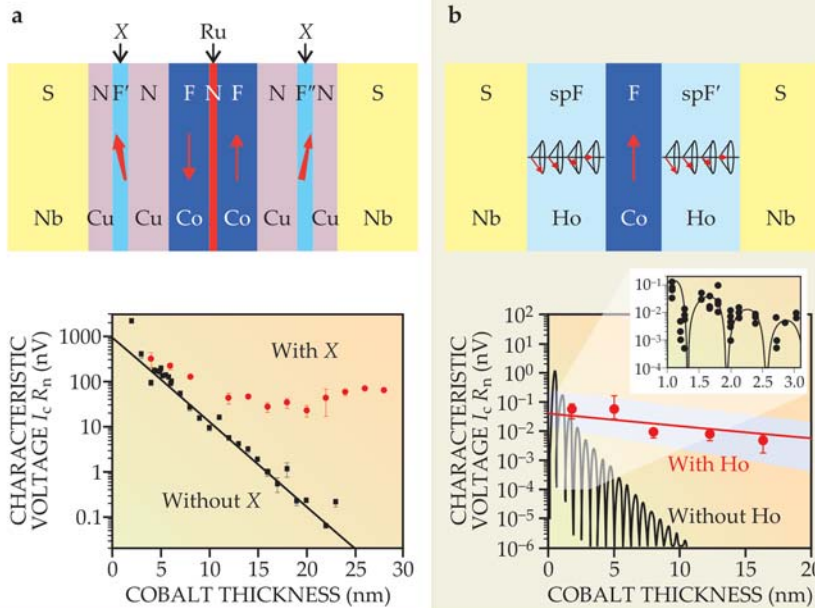 a
X Ru X
S N F′ N F N F N F″ N S
Nb Cu Cu Co Co Cu Cu Nb
CHARACTERISTIC
VOLTAGE IcRn (nV)
1000
100
10
1
0.1
With X
Without X
0 5 10 15 20 25 30
COBALT THICKNESS (nm)
b
S spF F spF′ S
Nb Ho Co Ho Nb
CHARACTERISTIC
VOLTAGE IcRn (nV)
10²
10¹
10⁰
10⁻¹
10⁻²
10⁻³
10⁻⁴
10⁻⁵
10⁻⁶
10⁻¹
10⁻²
10⁻³
10⁻⁴
1.0 1.5 2.0 2.5 3.0
With Ho
Without Ho
0 5 10 15 20
COBALT THICKNESS (nm)